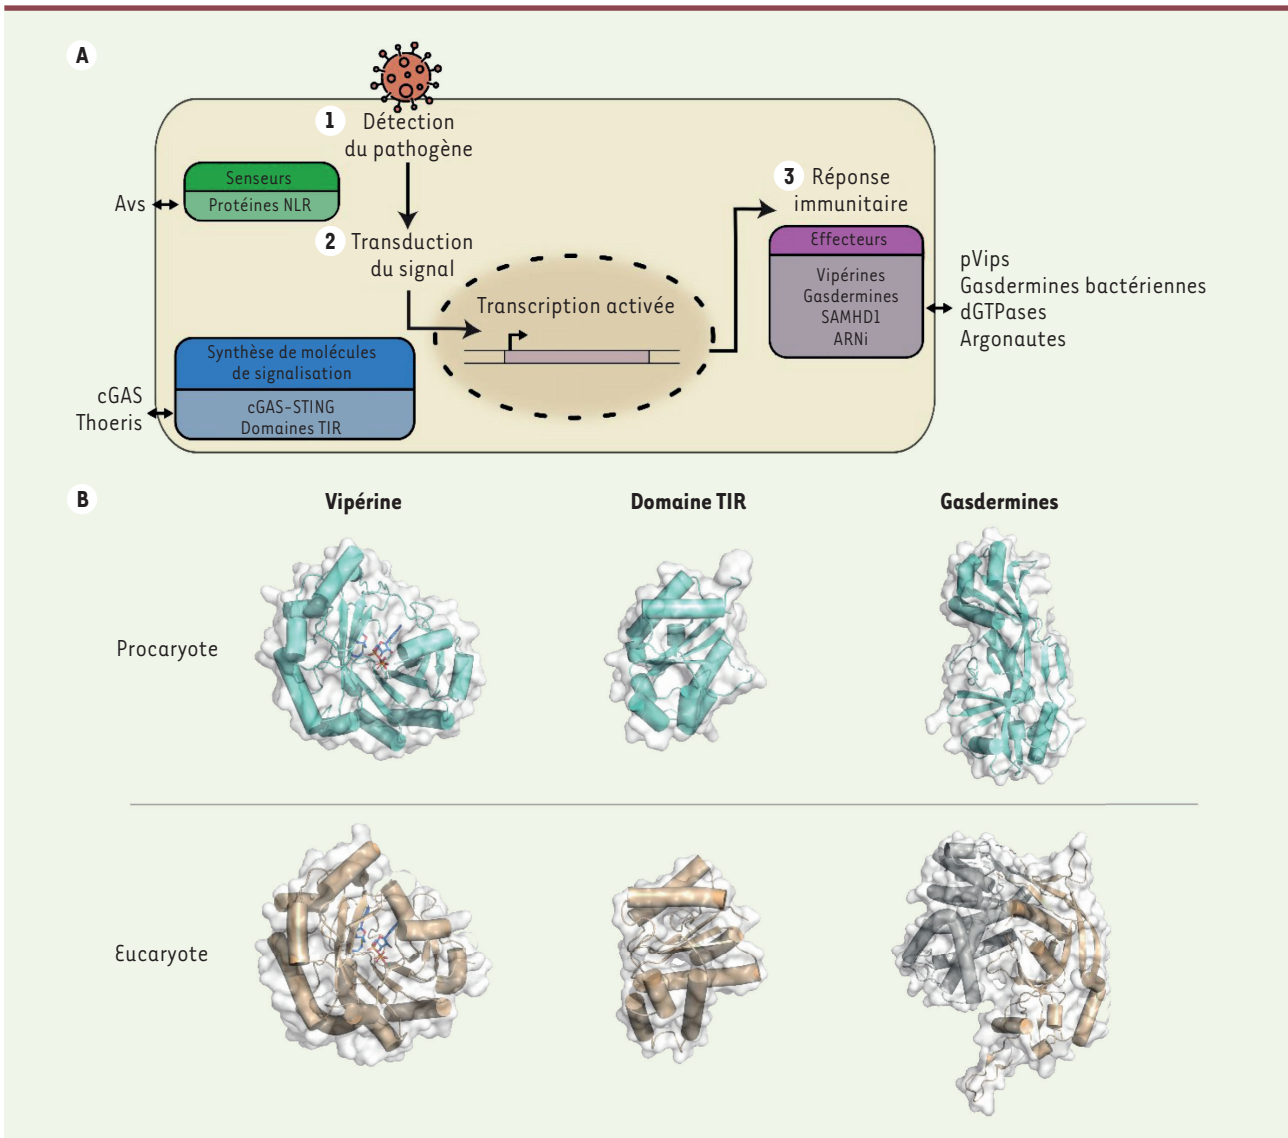 A
1 Détection
du pathogène
Senseurs
Protéines NLR
Avs
2 Transduction
du signal
Transcription activée
3 Réponse
immunitaire
Effecteurs
Vipérines
Gasdermines
SAMHD1
ARNi
pVips
Gasdermines bactériennes
dGTPases
Argonautes
Synthèse de molécules
de signalisation
cGAS-STING
Domaines TIR
cGAS
Thoeris
B
Vipérine
Domaine TIR
Gasdermines
Procaryote
Eucaryote